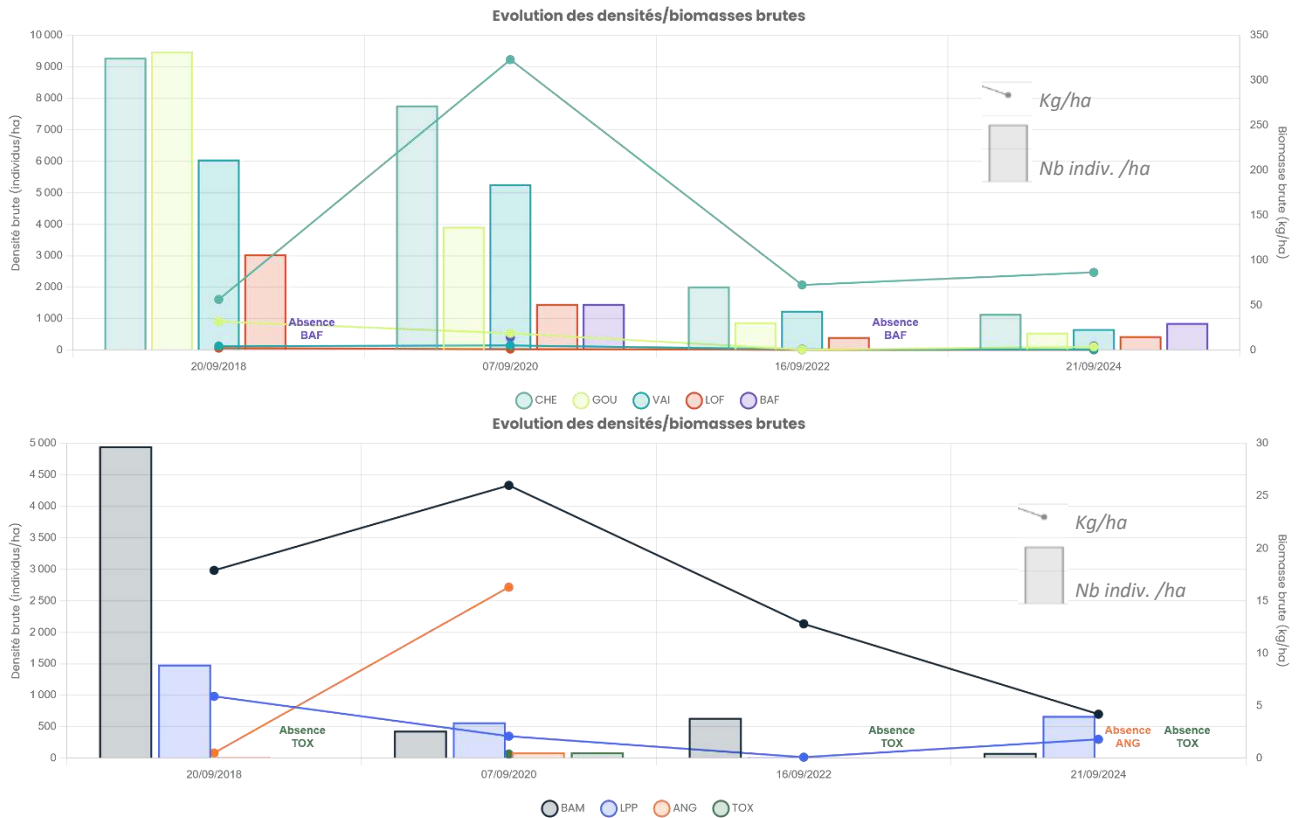 Evolution des densités/biomasses brutes
Densité brute (individus/ha)
10 000
9 000
8 000
7 000
6 000
5 000
4 000
3 000
2 000
1 000
0
350
300
250
200
150
100
50
0
Biomasse brute (kg/ha)
Kg/ha
Nb indiv. /ha
Absence
BAF
Absence
BAF
20/09/2018
07/09/2020
16/09/2022
21/09/2024
CHE GOU VAI LOF BAF
Evolution des densités/biomasses brutes
Densité brute (individus/ha)
5 000
4 500
4 000
3 500
3 000
2 500
2 000
1 500
1 000
500
0
30
25
20
15
10
5
0
Biomasse brute (kg/ha)
Kg/ha
Nb indiv. /ha
Absence
TOX
Absence
TOX
Absence
ANG
Absence
TOX
20/09/2018
07/09/2020
16/09/2022
21/09/2024
BAM LPP ANG TOX